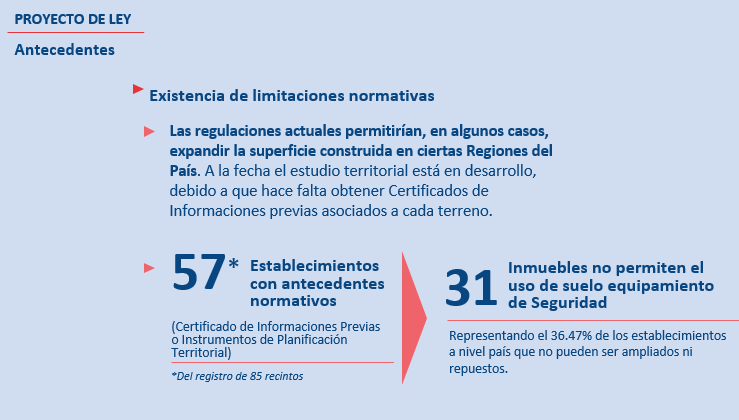 PROYECTO DE LEY
Antecedentes
Existencia de limitaciones normativas
Las regulaciones actuales permitirían, en algunos casos,
expandir la superficie construida en ciertas Regiones del
País. A la fecha el estudio territorial está en desarrollo,
debido a que hace falta obtener Certificados de
Informaciones previas asociados a cada terreno.
57*
Establecimientos
con antecedentes
normativos
(Certificado de Informaciones Previas
o Instrumentos de Planificación
Territorial)
*Del registro de 85 recintos
31
Inmuebles no permiten el
uso de suelo equipamiento
de Seguridad
Representando el 36.47% de los establecimientos
a nivel país que no pueden ser ampliados ni
repuestos.